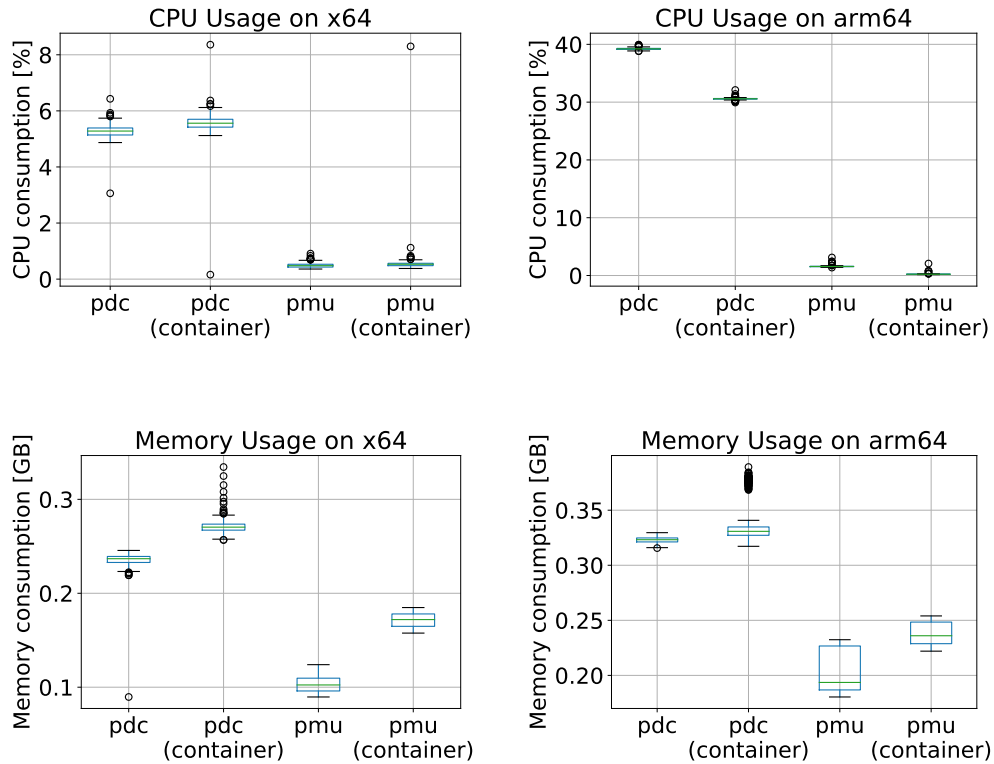 CPU Usage on x64
CPU consumption [%]
8
6
4
2
0
pdc
pdc
(container)
pmu
pmu
(container)
CPU Usage on arm64
CPU consumption [%]
40
30
20
10
0
pdc
pdc
(container)
pmu
pmu
(container)
Memory Usage on x64
Memory consumption [GB]
0.3
0.2
0.1
pdc
pdc
(container)
pmu
pmu
(container)
Memory Usage on arm64
Memory consumption [GB]
0.35
0.30
0.25
0.20
pdc
pdc
(container)
pmu
pmu
(container)